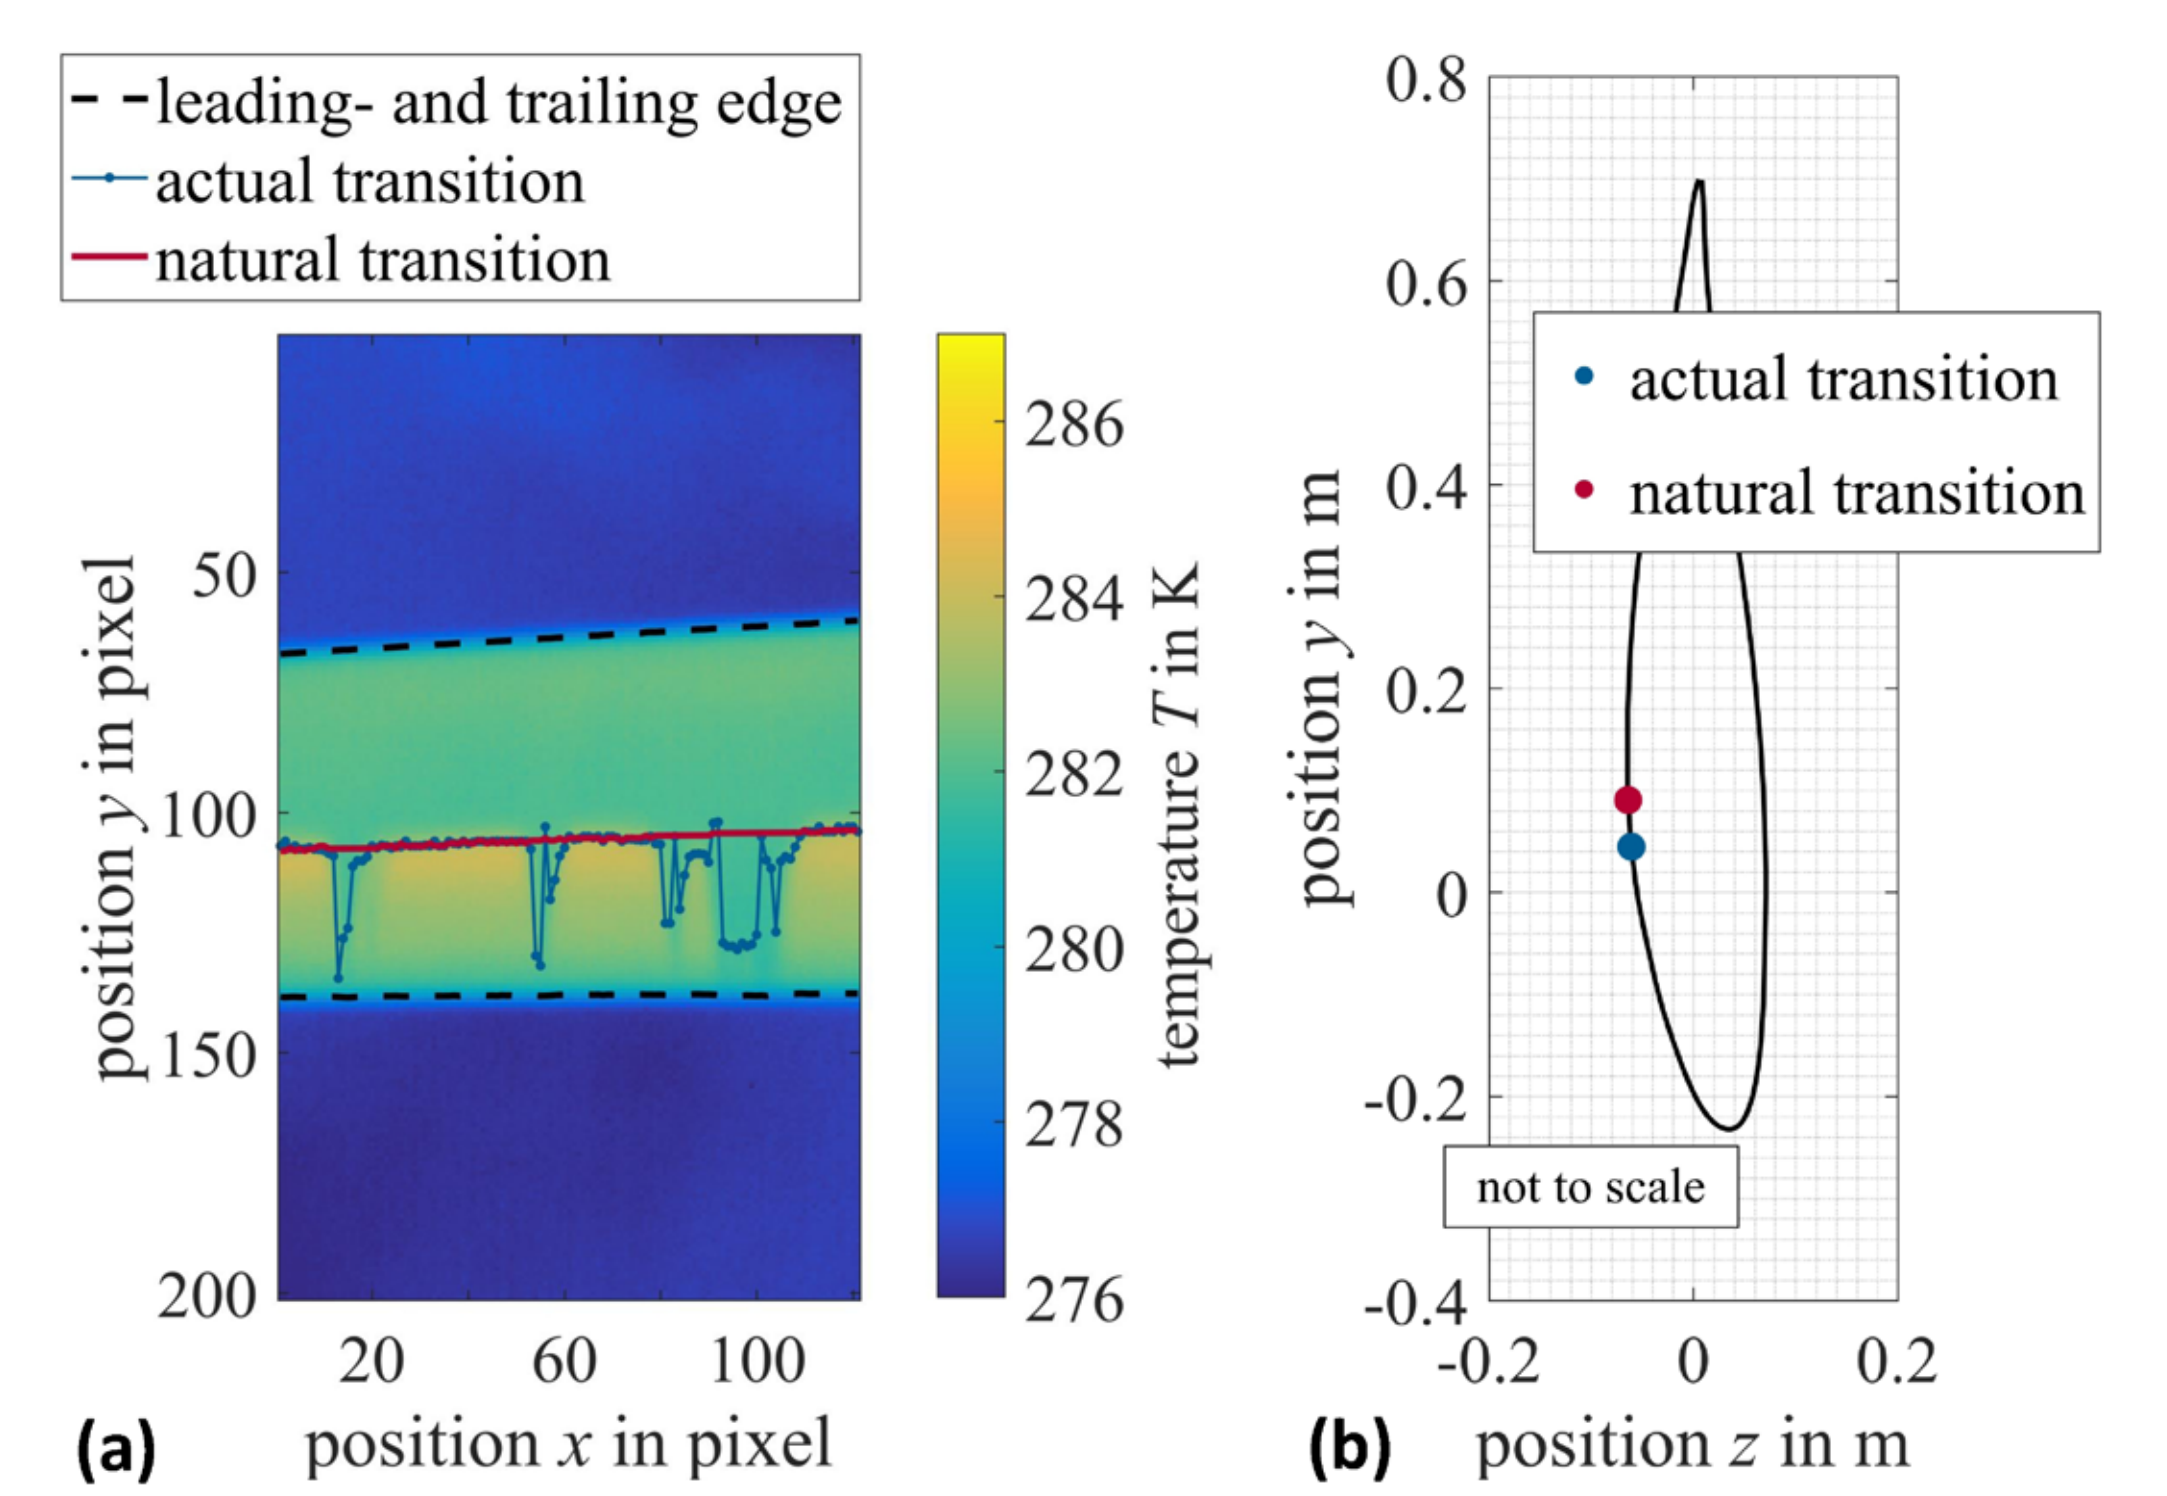 leading- and trailing edge
actual transition
natural transition
50
100
150
200
position y in pixel
20 60 100
position x in pixel
(a)
286
284
282
280
278
276
temperature T in K
0.8
0.6
0.4
0.2
0
-0.2
-0.4
position y in m
actual transition
natural transition
not to scale
-0.2 0 0.2
position z in m
(b)